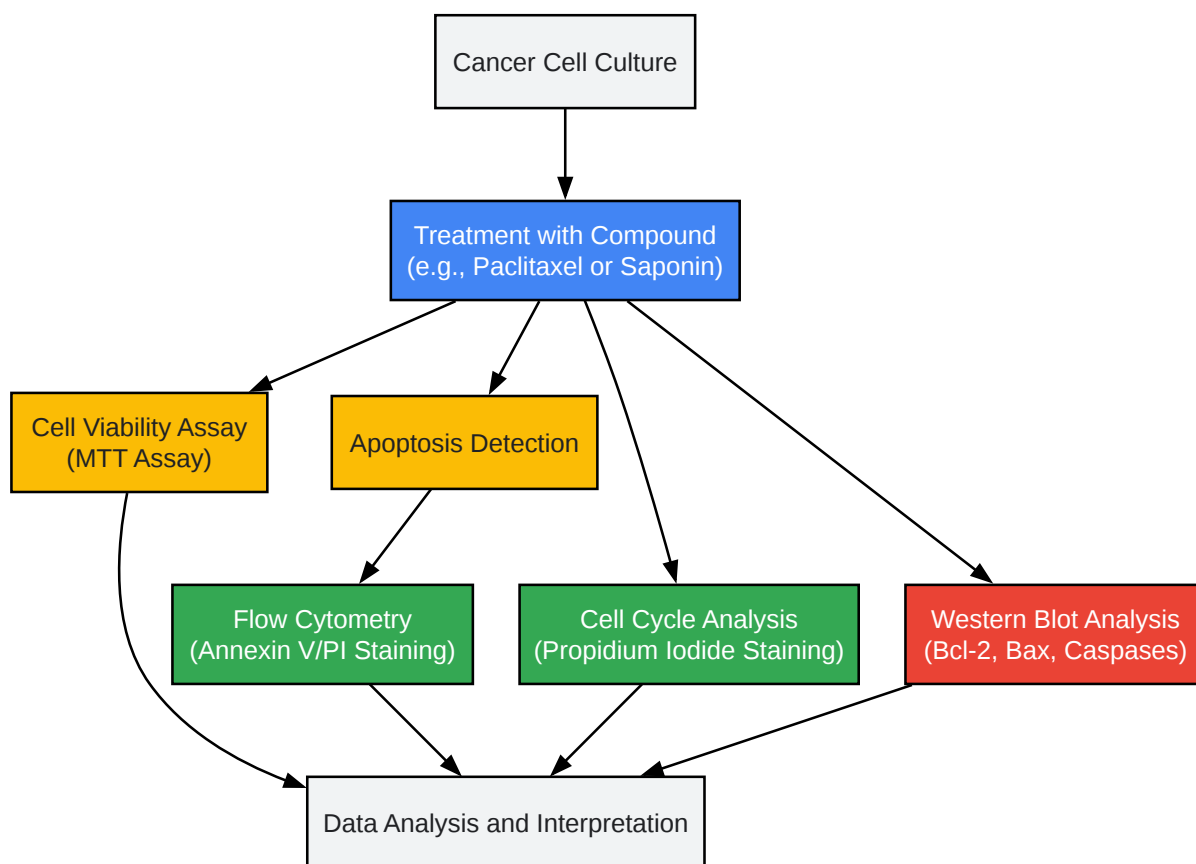 Cancer Cell Culture
Treatment with Compound
(e.g., Paclitaxel or Saponin)
Cell Viability Assay
(MTT Assay)
Apoptosis Detection
Flow Cytometry
(Annexin V/PI Staining)
Cell Cycle Analysis
(Propidium Iodide Staining)
Western Blot Analysis
(Bcl-2, Bax, Caspases)
Data Analysis and Interpretation